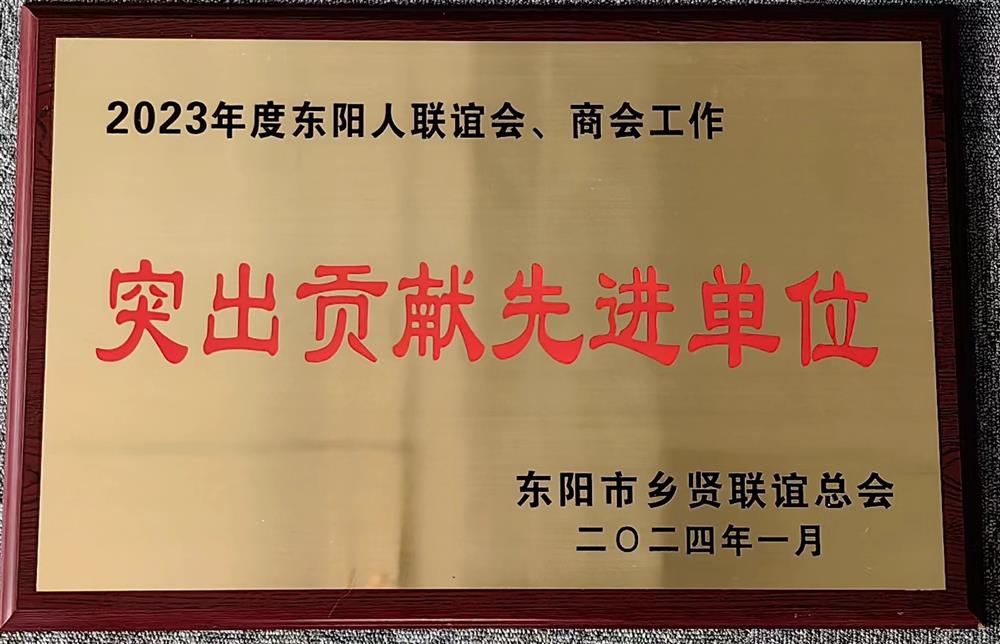 2023年度东阳人联谊会、商会工作
突出贡献先进单位
东阳市乡贤联谊总会
二〇二四年一月